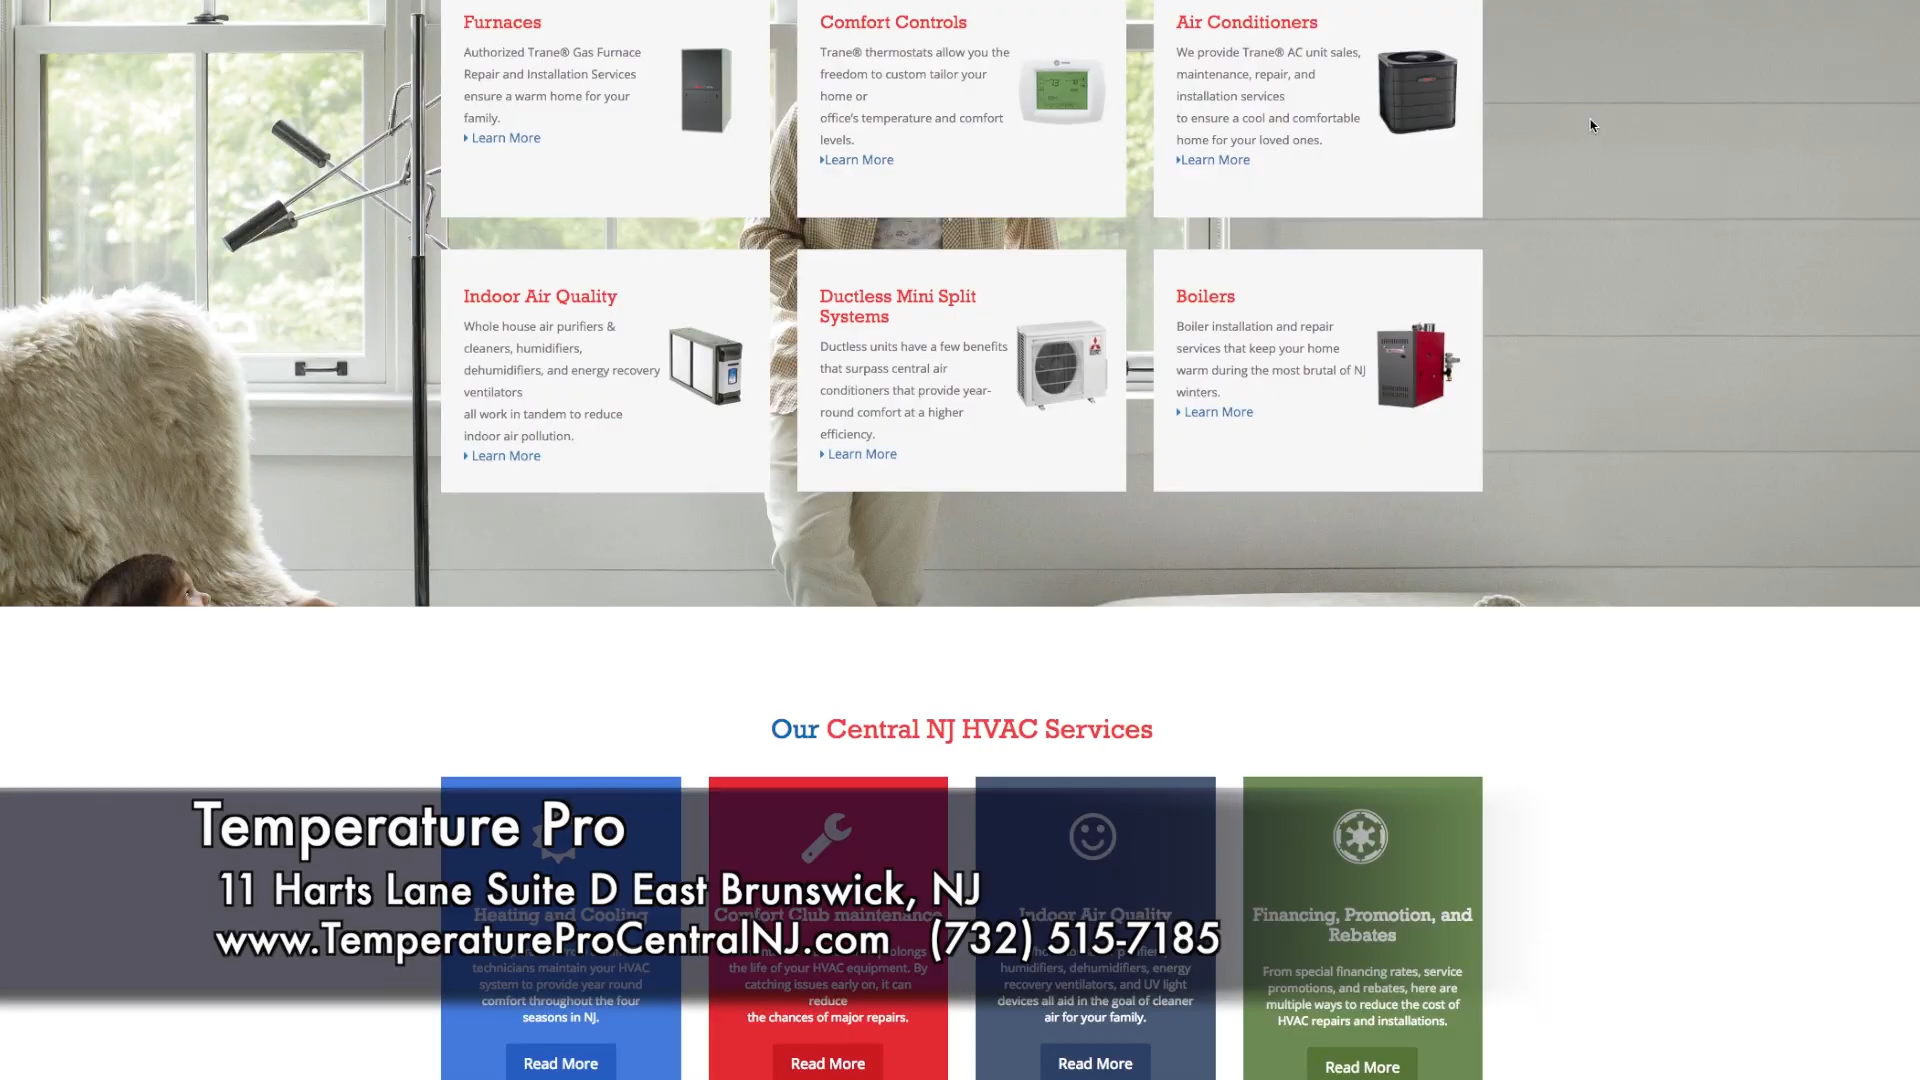 Furnaces
Authorized Trane® Gas Furnace
Repair and Installation Services
ensure a warm home for your
family.
Learn More
Comfort Controls
Trane® thermostats allow you the
freedom to custom tailor your
home or
office's temperature and comfort
levels.
Learn More
Air Conditioners
We provide Trane® AC unit sales,
maintenance, repair, and
installation services
to ensure a cool and comfortable
home for your loved ones.
Learn More
Indoor Air Quality
Whole house air purifiers &
cleaners, humidifiers,
dehumidifiers, and energy recovery
ventilators
all work in tandem to reduce
indoor air pollution.
Learn More
Ductless Mini Split
Systems
Ductless units have a few benefits
that surpass central air
conditioners that provide year-
round comfort at a higher
efficiency.
Learn More
Boilers
Boiler installation and repair
services that keep your home
warm during the most brutal of NJ
winters.
Learn More
Our Central NJ HVAC Services
Temperature Pro
11 Harts Lane Suite D East Brunswick, NJ
www.TemperatureProCentralNJ.com (732) 515-7185
Heating and Cooling
technicians maintain your HVAC
system to provide year round
comfort throughout the four
seasons in NJ.
Read More
Comfort Club maintenance
the life of your HVAC equipment. By
catching issues early on, it can
reduce
the chances of major repairs.
Read More
Indoor Air Quality
humidifiers, dehumidifiers, energy
recovery ventilators, and UV light
devices all aid in the goal of cleaner
air for your family.
Read More
Financing, Promotion, and
Rebates
From special financing rates, service
promotions, and rebates, here are
multiple ways to reduce the cost of
HVAC repairs and installations.
Read More